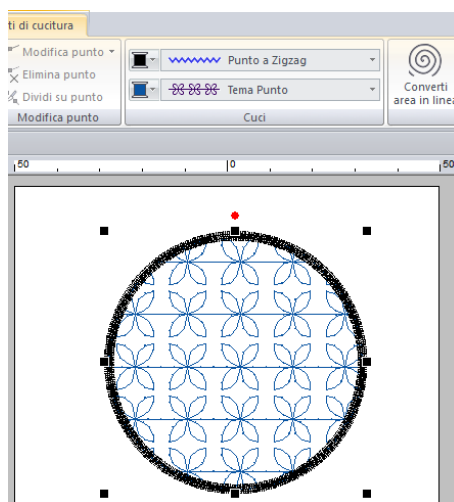 ti di cucitura
Modifica punto
Elimina punto
Dividi su punto
Modifica punto
Punto a Zigzag
Tema Punto
Cuci
Converti
area in linea
50 0 50